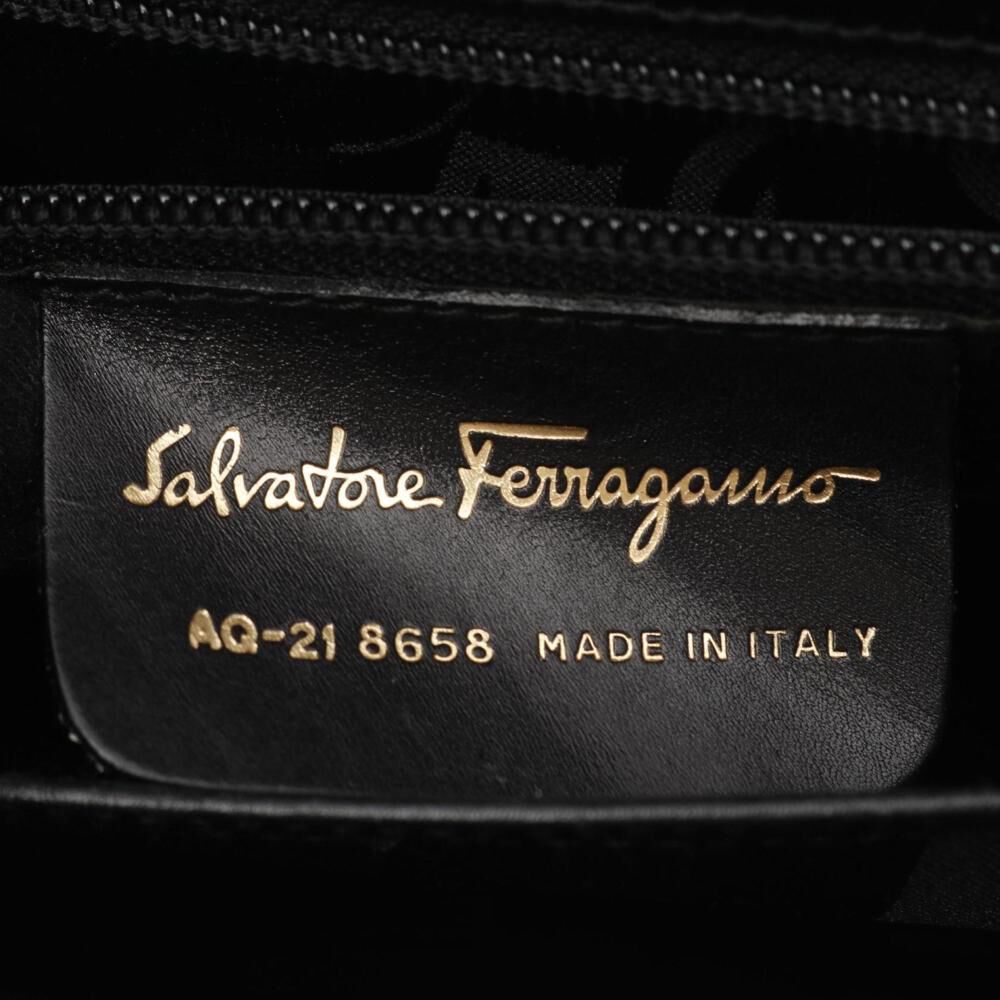 Salvatore Ferragamo
AQ-21 8658 MADE IN ITALY